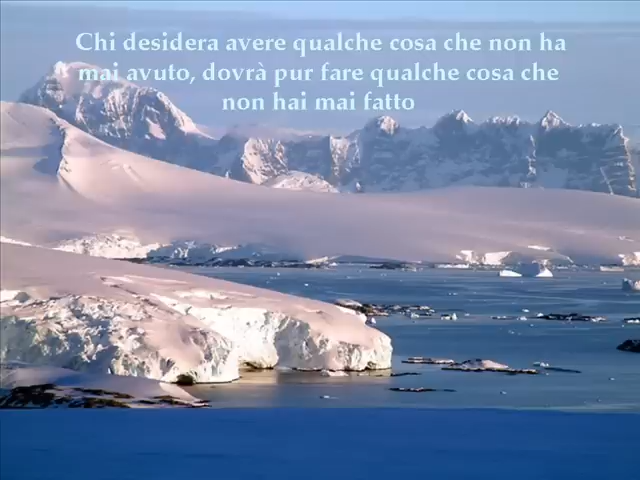 Chi desidera avere qualche cosa che non ha
mai avuto, dovrà pur fare qualche cosa che
non hai mai fatto